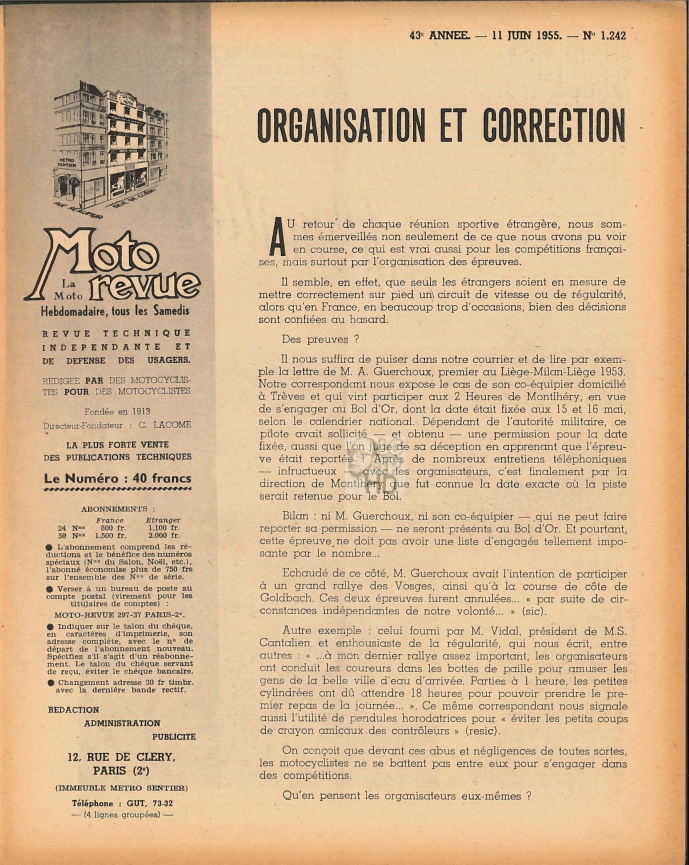 43e ANNEE. — 11 JUIN 1955. — No 1.242
METRO
SENTIER
RUE REAUMUR
RUE DE CLERY
Moto
revue
La
Moto
Hebdomadaire, tous les Samedis
REVUE TECHNIQUE
INDEPENDANTE ET
DE DEFENSE DES USAGERS.
REDIGEE PAR DES MOTOCYCLIS-
TES POUR DES MOTOCYCLISTES
Fondée en 1913
Directeur-Fondateur : C. LACOME
LA PLUS FORTE VENTE
DES PUBLICATIONS TECHNIQUES
Le Numéro : 40 francs
ABONNEMENTS :
France Etranger
24 Nos 800 fr. 1.100 fr.
50 Nos 1.500 fr. 2.000 fr.
● L'abonnement comprend les ré-
ductions et le bénéfice des numéros
spéciaux (Nos du Salon, Noël, etc.),
l'abonné économise plus de 750 frs
sur l'ensemble des Nos de série.
● Verser à un bureau de poste au
compte postal (virement pour les
titulaires de comptes) :
MOTO-REVUE 297-37 PARIS-2e.
● Indiquer sur le talon du chèque,
en caractères d'imprimerie, son
adresse complète, avec le no de
départ de l'abonnement nouveau.
Spécifiez s'il s'agit d'un réabonne-
ment. Le talon du chèque servant
de reçu, éviter le chèque bancaire.
● Changement adresse 30 fr timbr.
avec la dernière bande rectif.
REDACTION
ADMINISTRATION
PUBLICITE
12, RUE DE CLERY,
PARIS (2e)
(IMMEUBLE METRO SENTIER)
Téléphone : GUT. 73-32
— (4 lignes groupées) —
ORGANISATION ET CORRECTION
AU retour de chaque réunion sportive étrangère, nous som-
mes émerveillés non seulement de ce que nous avons pu voir
en course, ce qui est vrai aussi pour les compétitions françai-
ses, mais surtout par l'organisation des épreuves.
Il semble, en effet, que seuls les étrangers soient en mesure de
mettre correctement sur pied un circuit de vitesse ou de régularité,
alors qu'en France, en beaucoup trop d'occasions, bien des décisions
sont confiées au hasard.
Des preuves ?
Il nous suffira de puiser dans notre courrier et de lire par exem-
ple la lettre de M. A. Guerchoux, premier au Liège-Milan-Liège 1953.
Notre correspondant nous expose le cas de son co-équipier domicilié
à Trèves et qui vint participer aux 2 Heures de Montlhéry, en vue
de s'engager au Bol d'Or, dont la date était fixée aux 15 et 16 mai,
selon le calendrier national. Dépendant de l'autorité militaire, ce
pilote avait sollicité — et obtenu — une permission pour la date
fixée, aussi que l'on juge de sa déception en apprenant que l'épreu-
ve était reportée. Après de nombreux entretiens téléphoniques
— infructueux — avec les organisateurs, c'est finalement par la
direction de Montlhéry que fut connue la date exacte où la piste
serait retenue pour le Bol.
Bilan : ni M. Guerchoux, ni son co-équipier — qui ne peut faire
reporter sa permission — ne seront présents au Bol d'Or. Et pourtant,
cette épreuve ne doit pas avoir une liste d'engagés tellement impo-
sante par le nombre...
Echaudé de ce côté, M. Guerchoux avait l'intention de participer
à un grand rallye des Vosges, ainsi qu'à la course de côte de
Goldbach. Ces deux épreuves furent annulées... « par suite de cir-
constances indépendantes de notre volonté... » (sic).
Autre exemple : celui fourni par M. Vidal, président de M.S.
Cantalien et enthousiaste de la régularité, qui nous écrit, entre
autres : « ...à mon dernier rallye assez important, les organisateurs
ont conduit les coureurs dans les bottes de paille pour amuser les
gens de la belle ville d'eau d'arrivée. Parties à 1 heure, les petites
cylindrées ont dû attendre 18 heures pour pouvoir prendre le pre-
mier repas de la journée... ». Ce même correspondant nous signale
aussi l'utilité de pendules horodatrices pour « éviter les petits coups
de crayon amicaux des contrôleurs » (resic).
On conçoit que devant ces abus et négligences de toutes sortes,
les motocyclistes ne se battent pas entre eux pour s'engager dans
des compétitions.
Qu'en pensent les organisateurs eux-mêmes ?